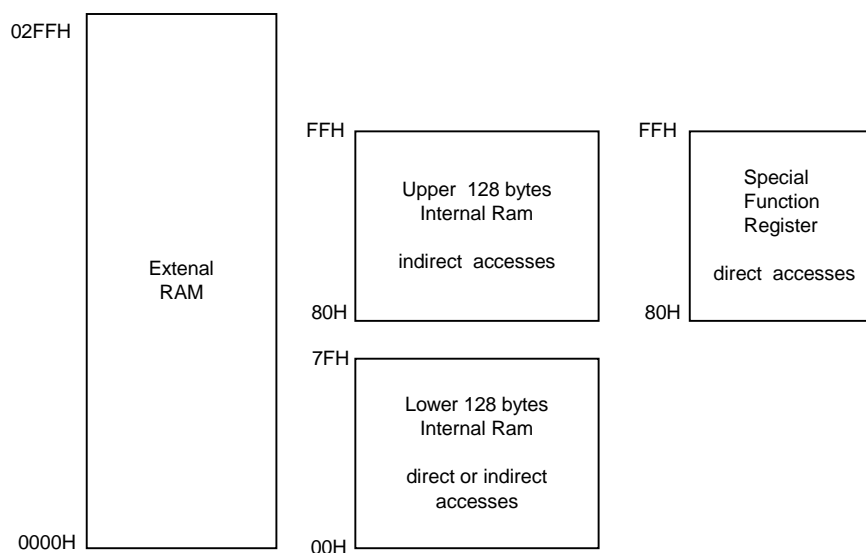 02FFH
Extenal
RAM
0000H
FFH
Upper 128 bytes
Internal Ram
indirect accesses
80H
7FH
Lower 128 bytes
Internal Ram
direct or indirect
accesses
00H
FFH
Special
Function
Register
direct accesses
80H